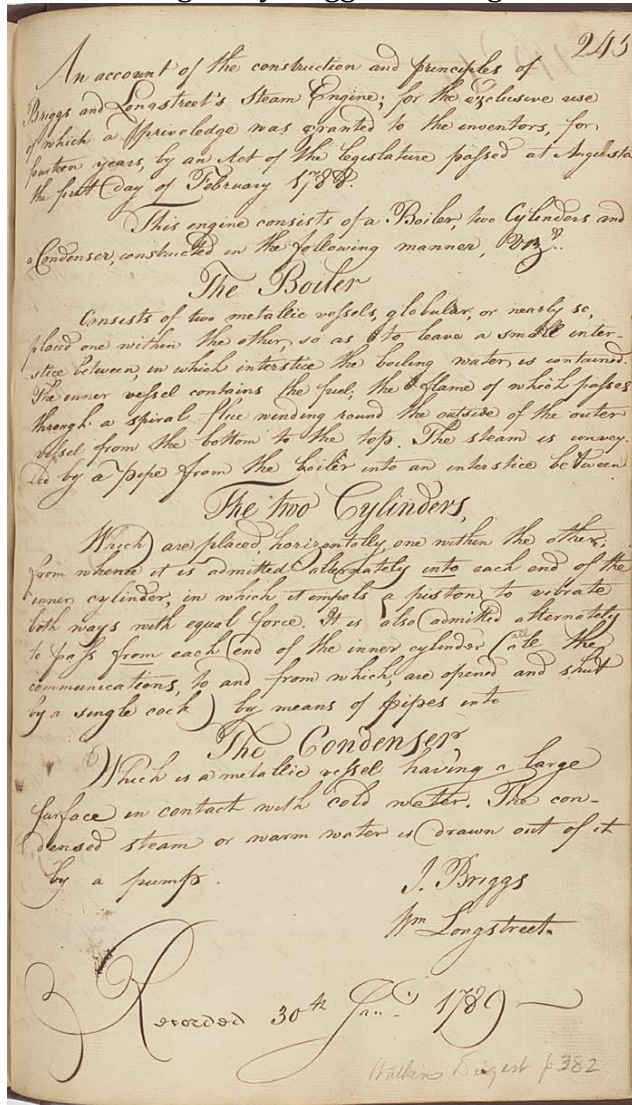 245
An account of the construction and principles of
Briggs and Longstreet's Steam Engine; for the exclusive use
of which a Priveledge was granted to the inventors, for
fourteen years, by an Act of the legislature passed at Augusta
the first day of February 1788.
This engine consists of a Boiler, two Cylinders and
a Condenser, constructed in the following manner, Viz..
The Boiler
Consists of two metallic vessels, globular, or nearly so,
placed one within the other, so as to leave a small inter-
stice between, in which interstice the boiling water is contained.
The inner vessel contains the fuel; the flame of which passes
through a spiral flue winding round the outside of the outer
vessel from the bottom to the top. The steam is convey-
ed by a pipe from the boiler into an interstice between
The two Cylinders,
Which are placed, horizontally, one within the other;
from whence it is admitted alternately into each end of the
inner cylinder, in which it impels a piston, to vibrate
both ways with equal force. It is also admitted alternately
to pass from each end of the inner cylinder (all the
communications, to and from which, are opened and shut
by a single cock) by means of pipes into
The Condenser,
Which is a metallic vessel having a large
surface in contact with cold water. The con-
densed steam or warm water is drawn out of it
by a pump.
J. Briggs
Wm Longstreet.
Recorded 30th Jan.y 1789
Watkins Digest p 382